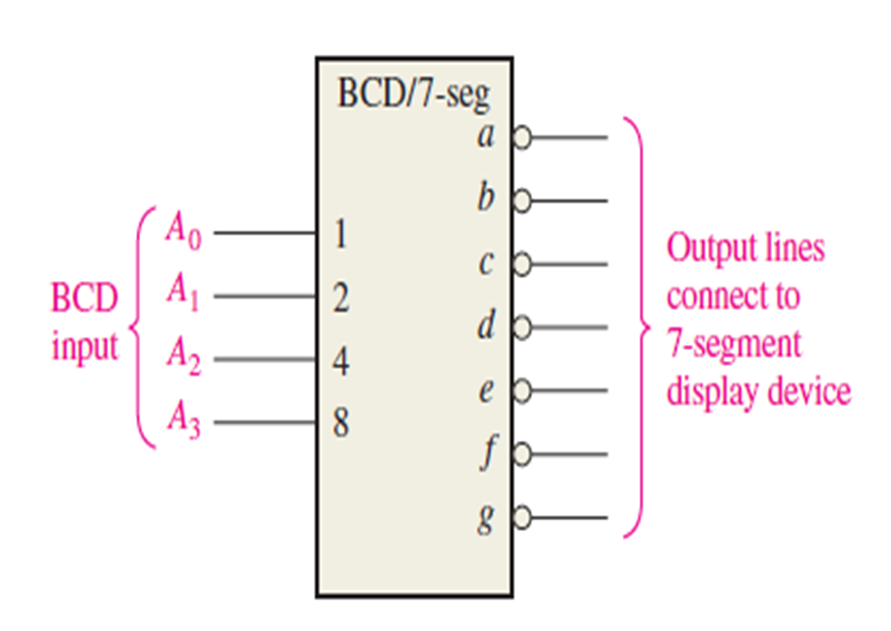 BCD/7-seg
a
b
c
d
e
f
g
BCD
input
A0
A1
A2
A3
1
2
4
8
Output lines
connect to
7-segment
display device